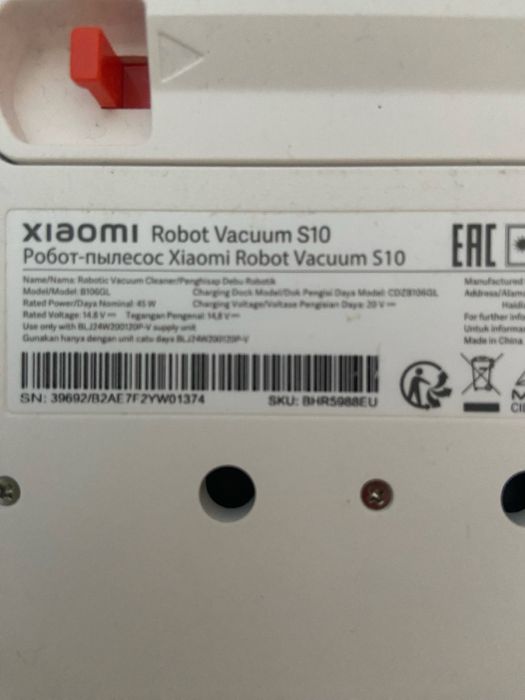 xiaomi Robot Vacuum S10
Робот-пылесос Xiaomi Robot Vacuum S10
EAC
Name/Nama: Robotic Vacuum Cleaner/Penghisap Debu Robotik
Model/Model: B106GL Charging Dock Model/Dok Pengisi Daya Model: CDZB106GL
Rated Power/Daya Nominal: 45 W Charging Voltage/Voltase Pengisian Daya: 20 V
Rated Voltage: 14.8 V Tegangan Pengenal: 14,8 V
Use only with BLJ24W200120P-V supply unit
Gunakan hanya dengan unit catu daya BLJ24W200120P-V
Manufactured
Address/Alam
Haidi
For further info
Untuk informa
Made in China
SN: 39692/B2AE7F2YW01374 SKU: BHR5988EU